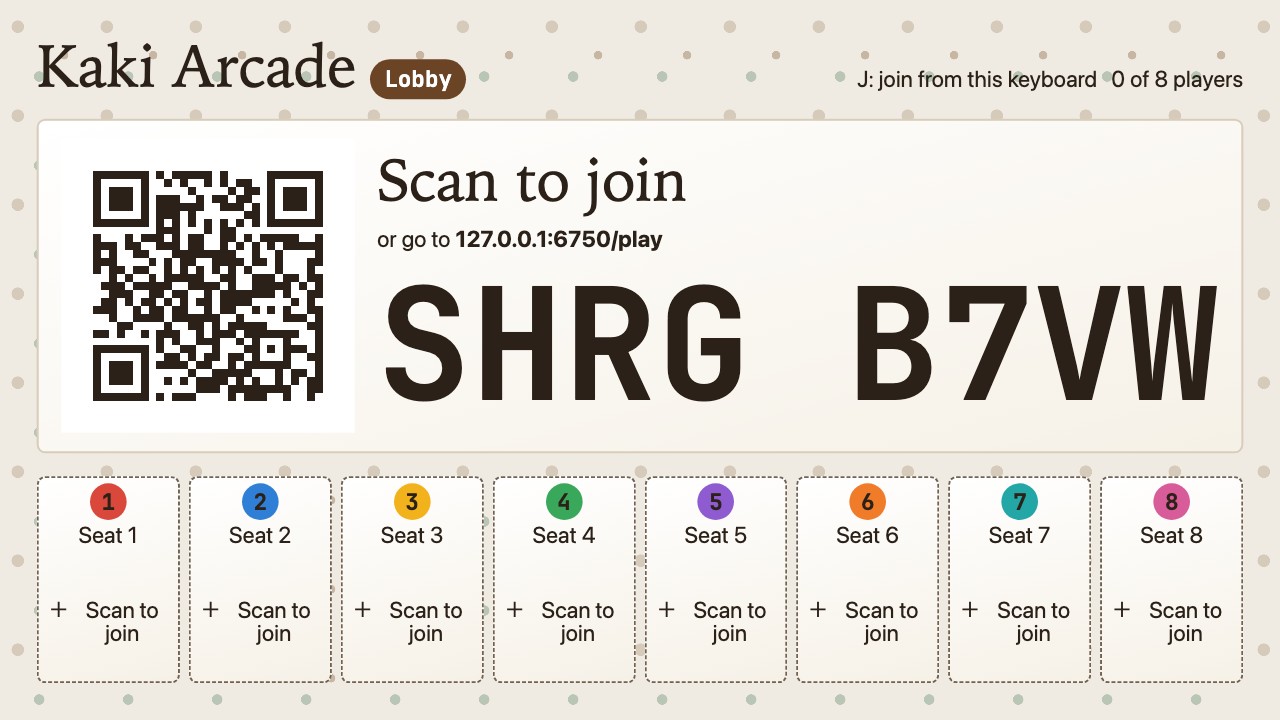 Kaki Arcade
Lobby
J: join from this keyboard · 0 of 8 players
Scan to join
or go to 127.0.0.1:6750/play
SHRG B7VW
1
Seat 1
+ Scan to
join
2
Seat 2
+ Scan to
join
3
Seat 3
+ Scan to
join
4
Seat 4
+ Scan to
join
5
Seat 5
+ Scan to
join
6
Seat 6
+ Scan to
join
7
Seat 7
+ Scan to
join
8
Seat 8
+ Scan to
join